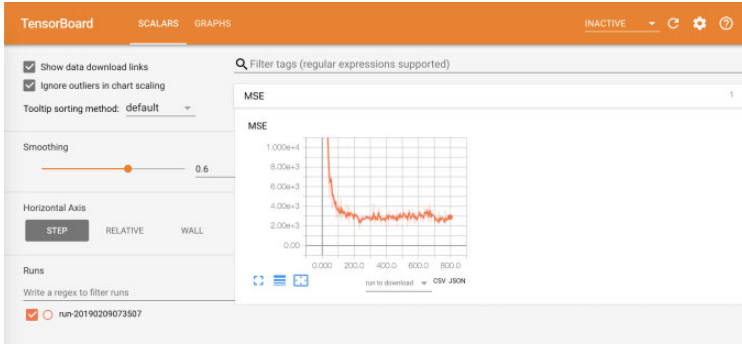 TensorBoard SCALARS GRAPHS INACTIVE
Show data download links
Ignore outliers in chart scaling
Tooltip sorting method: default
Smoothing
0.6
Horizontal Axis
STEP RELATIVE WALL
Runs
Write a regex to filter runs
run-20190209073507
Filter tags (regular expressions supported)
MSE 1
MSE
1.000e+4
8.00e+3
6.00e+3
4.00e+3
2.00e+3
0.00
0.000 200.0 400.0 600.0 800.0
run to download CSV JSON